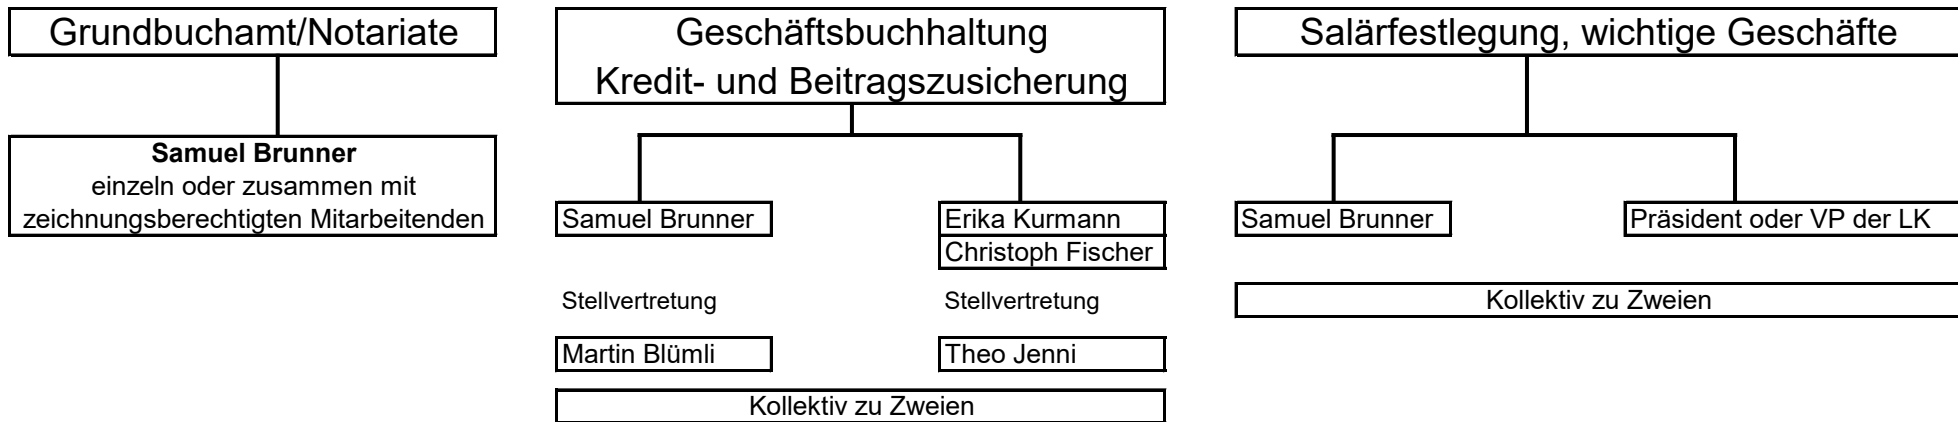 Grundbuchamt/Notariate
Samuel Brunner
einzeln oder zusammen mit
zeichnungsberechtigten Mitarbeitenden
Geschäftsbuchhaltung
Kredit- und Beitragszusicherung
Samuel Brunner
Erika Kurmann
Christoph Fischer
Stellvertretung
Stellvertretung
Martin Blümli
Theo Jenni
Kollektiv zu Zweien
Salärfestlegung, wichtige Geschäfte
Samuel Brunner
Präsident oder VP der LK
Kollektiv zu Zweien